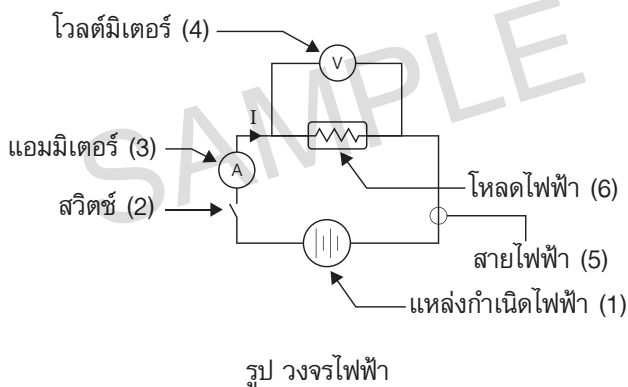 โวลต์มิเตอร์ (4)
V
I
แอมมิเตอร์ (3)
A
โหลดไฟฟ้า (6)
สวิตช์ (2)
สายไฟฟ้า (5)
แหล่งกำเนิดไฟฟ้า (1)
รูป วงจรไฟฟ้า
SAMPLE